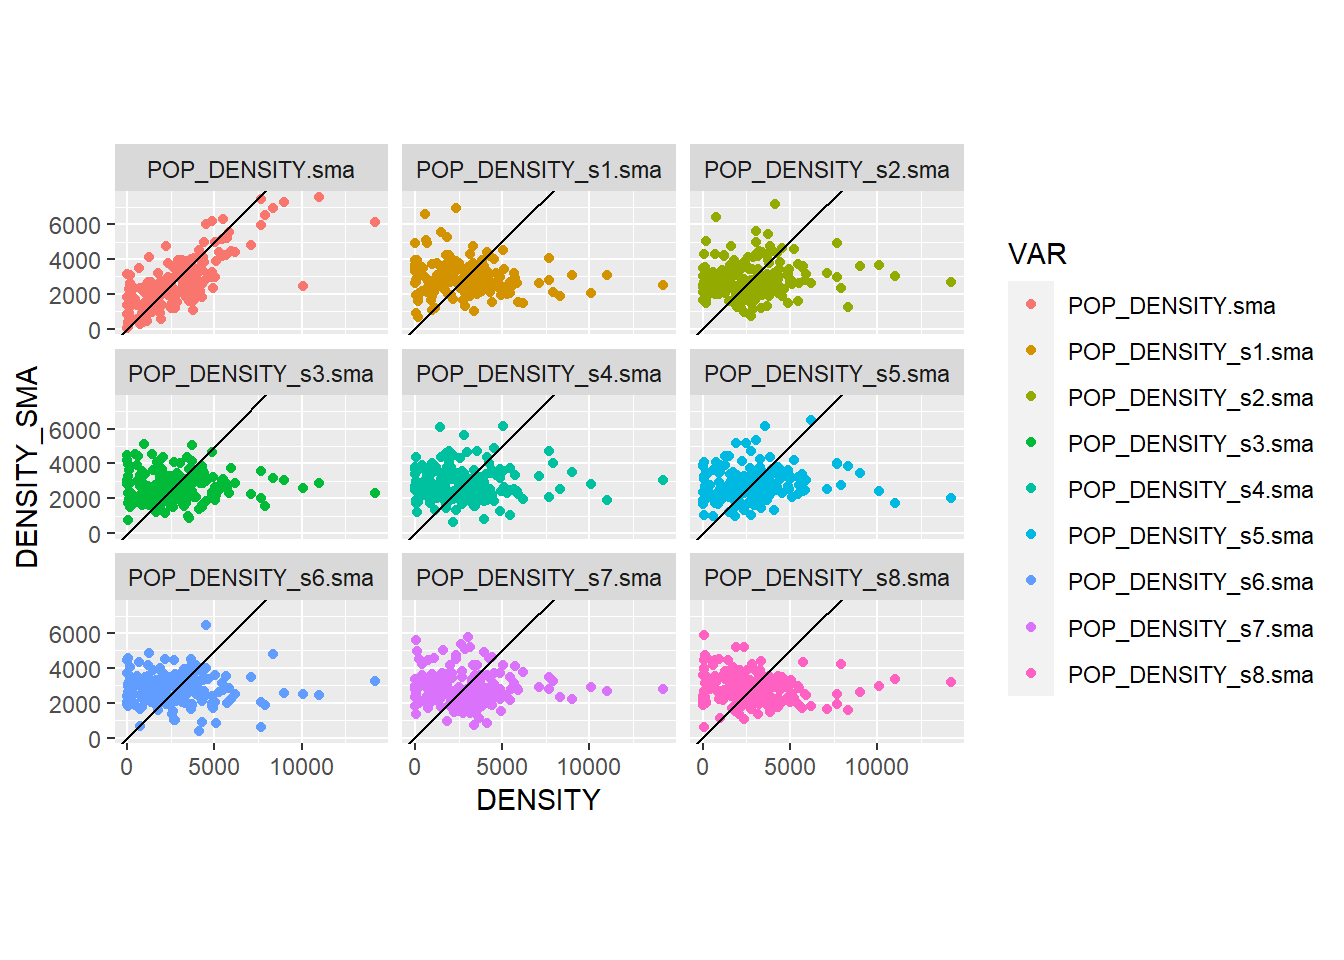 POP_DENSITY.sma
POP_DENSITY_s1.sma
POP_DENSITY_s2.sma
6000
4000
2000
0
POP_DENSITY_s3.sma
POP_DENSITY_s4.sma
POP_DENSITY_s5.sma
6000
4000
2000
0
POP_DENSITY_s6.sma
POP_DENSITY_s7.sma
POP_DENSITY_s8.sma
6000
4000
2000
0
0 5000 10000
0 5000 10000
0 5000 10000
DENSITY
DENSITY_SMA
VAR
POP_DENSITY.sma
POP_DENSITY_s1.sma
POP_DENSITY_s2.sma
POP_DENSITY_s3.sma
POP_DENSITY_s4.sma
POP_DENSITY_s5.sma
POP_DENSITY_s6.sma
POP_DENSITY_s7.sma
POP_DENSITY_s8.sma